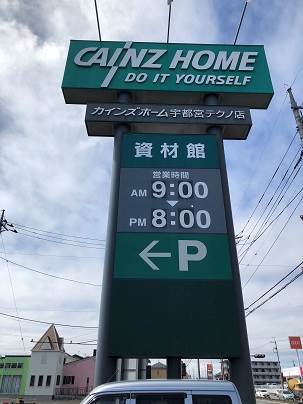 CAINZ HOME
DO IT YOURSELF
カインズホーム宇都宮テクノ店
資材館
営業時間
AM 9:00
PM 8:00
←P